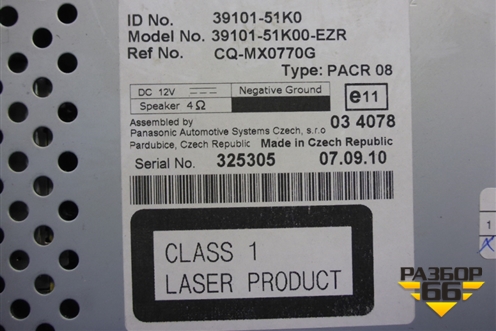 ID No. 39101-51K0
Model No. 39101-51K00-EZR
Ref No. CQ-MX0770G
Type: PACR 08
DC 12V Negative Ground
Speaker 4Ω
e11
03 4078
Assembled by
Panasonic Automotive Systems Czech, s.r.o
Pardubice, Czech Republic Made in Czech Republic
Serial No. 325305 07.09.10
CLASS 1
LASER PRODUCT
1
РАЗБОР
66